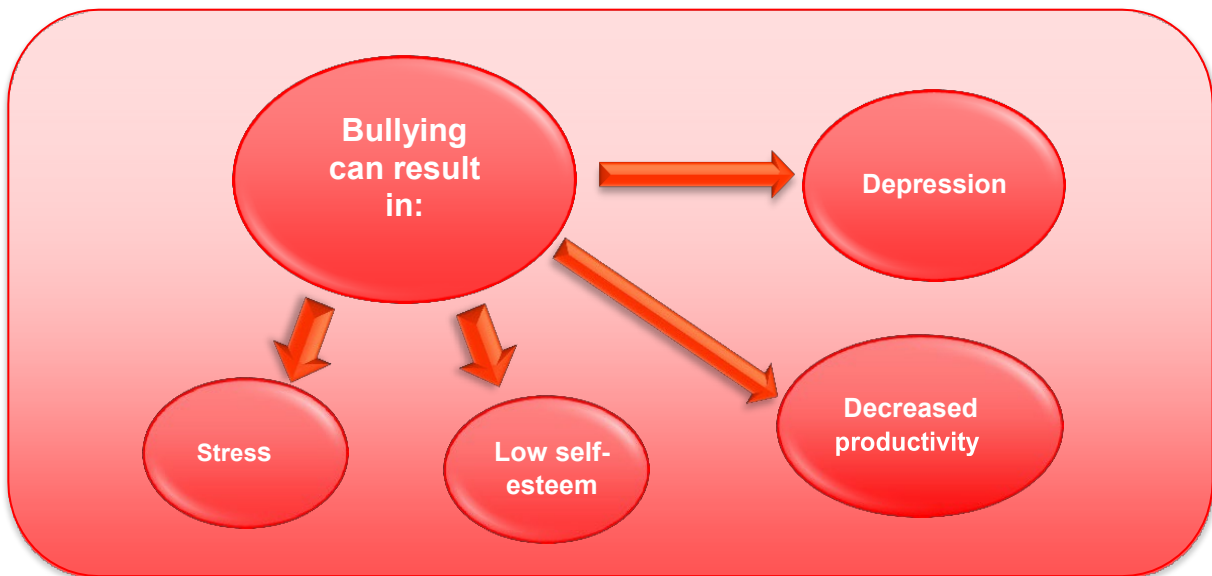 Bullying
can result
in:
Depression
Decreased
productivity
Stress
Low self-
esteem